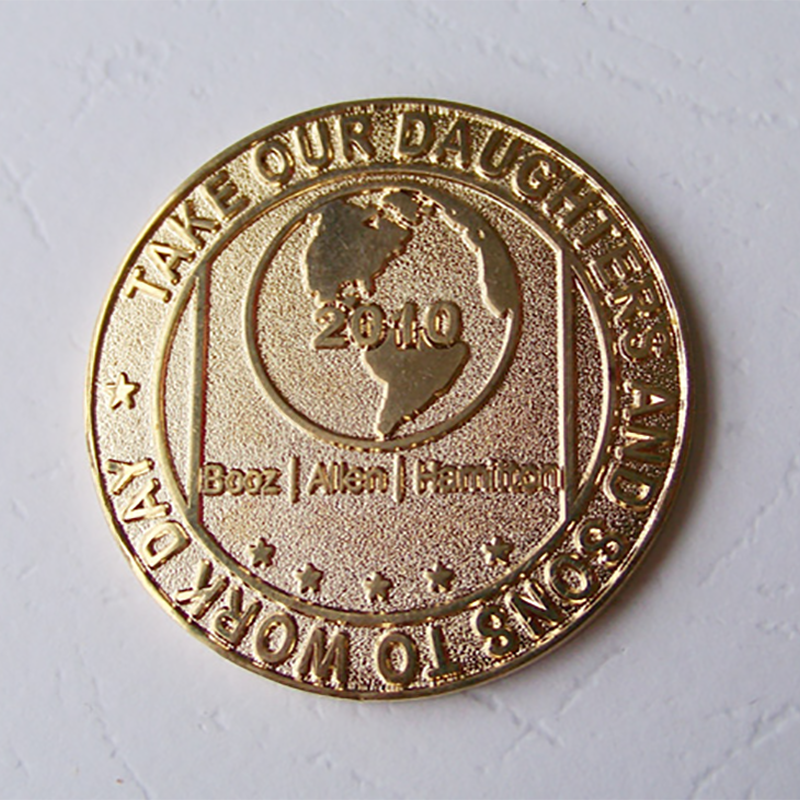 TAKE OUR DAUGHTERS AND SONS TO WORK DAY
2010
Booz | Allen | Hamilton